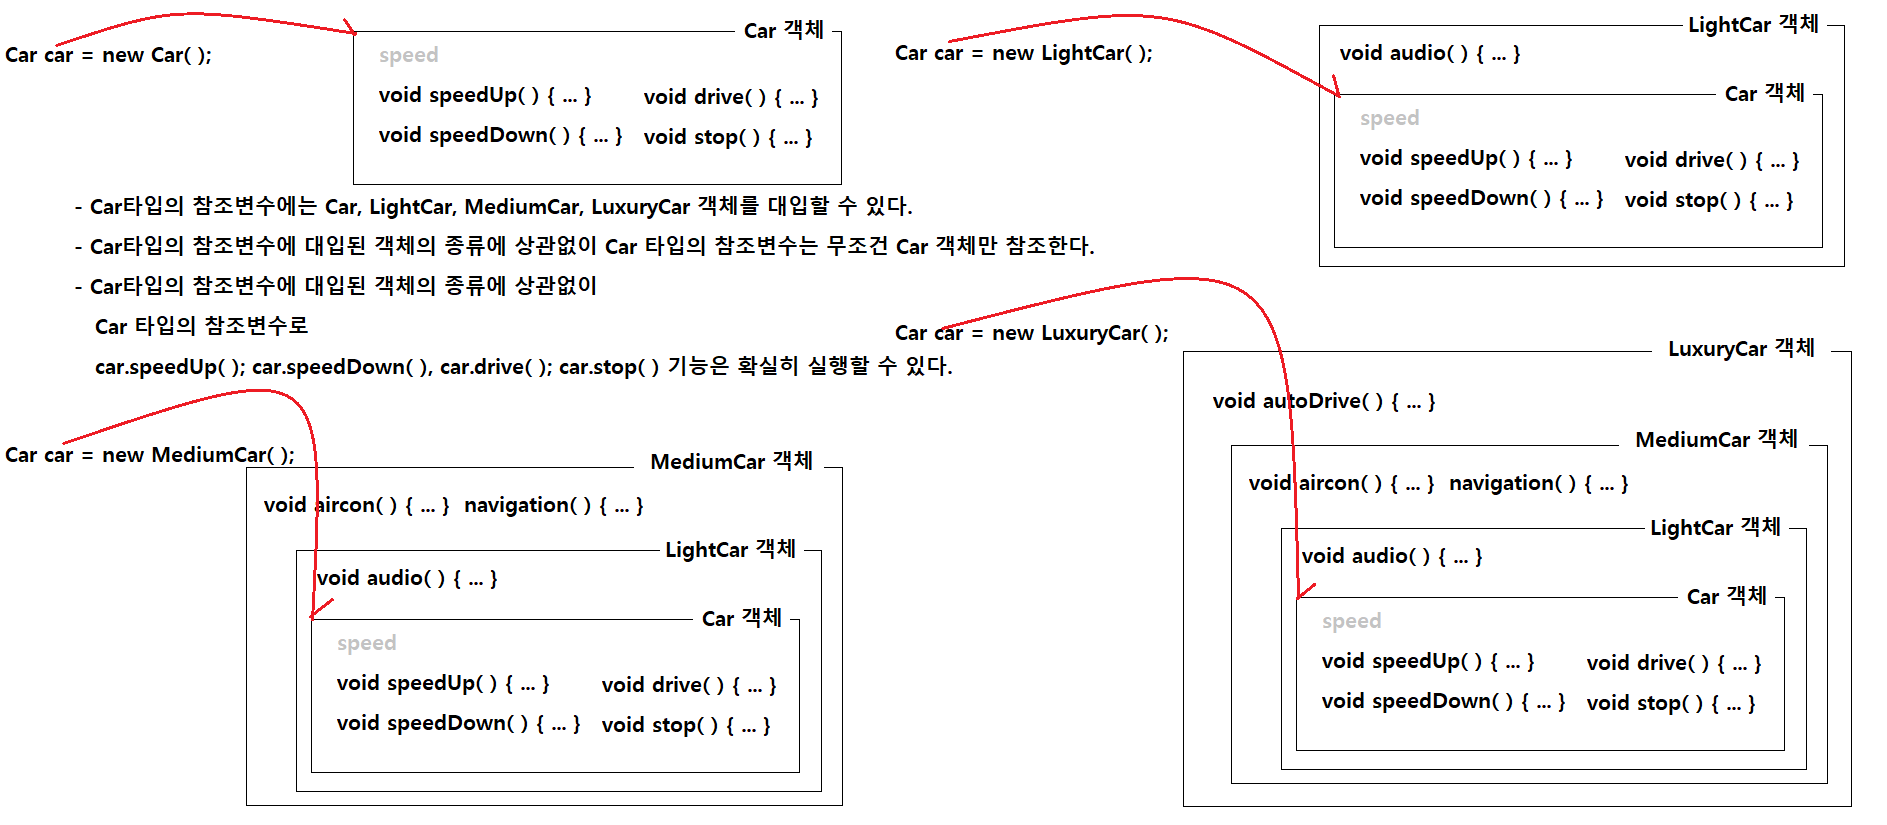 Car car = new Car( );
Car 객체
speed
void speedUp( ) { ... } void drive( ) { ... }
void speedDown( ) { ... } void stop( ) { ... }
Car car = new LightCar( );
LightCar 객체
void audio( ) { ... }
Car 객체
speed
void speedUp( ) { ... } void drive( ) { ... }
void speedDown( ) { ... } void stop( ) { ... }
- Car타입의 참조변수에는 Car, LightCar, MediumCar, LuxuryCar 객체를 대입할 수 있다.
- Car타입의 참조변수에 대입된 객체의 종류에 상관없이 Car 타입의 참조변수는 무조건 Car 객체만 참조한다.
- Car타입의 참조변수에 대입된 객체의 종류에 상관없이
Car 타입의 참조변수로
car.speedUp( ); car.speedDown( ), car.drive( ); car.stop( ) 기능은 확실히 실행할 수 있다.
Car car = new MediumCar( );
MediumCar 객체
void aircon( ) { ... } navigation( ) { ... }
LightCar 객체
void audio( ) { ... }
Car 객체
speed
void speedUp( ) { ... } void drive( ) { ... }
void speedDown( ) { ... } void stop( ) { ... }
Car car = new LuxuryCar( );
LuxuryCar 객체
void autoDrive( ) { ... }
MediumCar 객체
void aircon( ) { ... } navigation( ) { ... }
LightCar 객체
void audio( ) { ... }
Car 객체
speed
void speedUp( ) { ... } void drive( ) { ... }
void speedDown( ) { ... } void stop( ) { ... }